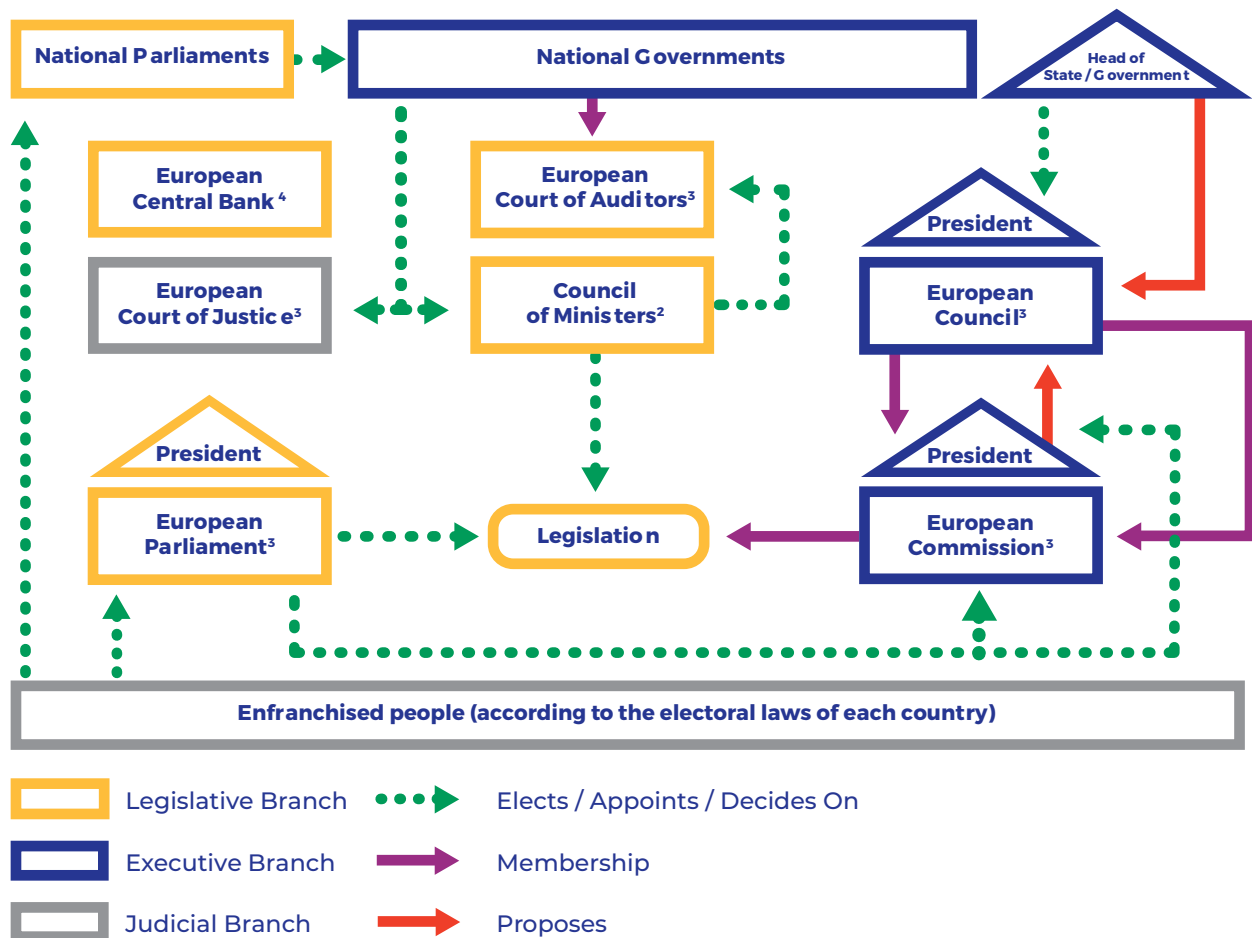 National Parliaments
National Governments
Head of
State / Government
European
Central Bank ⁴
European
Court of Auditors³
President
European
Court of Justice³
Council
of Ministers²
European
Council³
President
President
European
Parliament³
Legislation
European
Commission³
Enfranchised people (according to the electoral laws of each country)
Legislative Branch
Elects / Appoints / Decides On
Executive Branch
Membership
Judicial Branch
Proposes